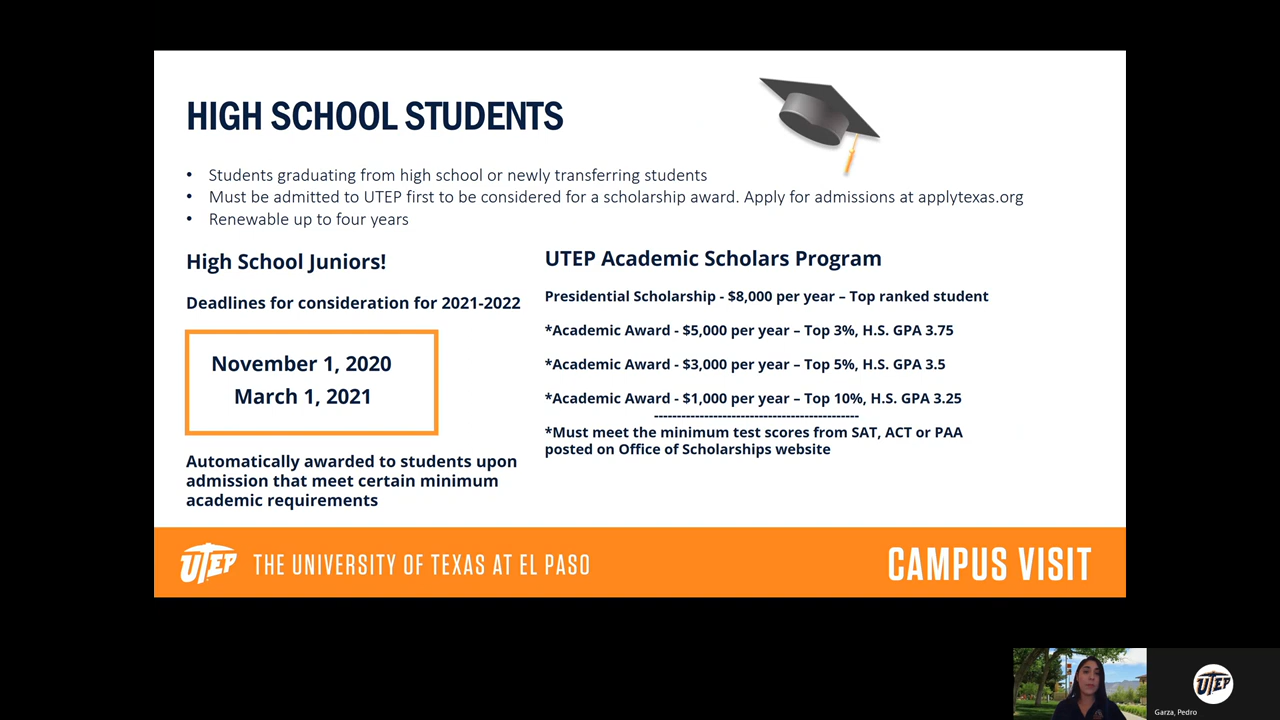 HIGH SCHOOL STUDENTS
• Students graduating from high school or newly transferring students
• Must be admitted to UTEP first to be considered for a scholarship award. Apply for admissions at applytexas.org
• Renewable up to four years
High School Juniors!
Deadlines for consideration for 2021-2022
November 1, 2020
March 1, 2021
Automatically awarded to students upon
admission that meet certain minimum
academic requirements
UTEP Academic Scholars Program
Presidential Scholarship - $8,000 per year – Top ranked student
*Academic Award - $5,000 per year – Top 3%, H.S. GPA 3.75
*Academic Award - $3,000 per year – Top 5%, H.S. GPA 3.5
*Academic Award - $1,000 per year – Top 10%, H.S. GPA 3.25
---------------------------------------------
*Must meet the minimum test scores from SAT, ACT or PAA
posted on Office of Scholarships website
UTEP THE UNIVERSITY OF TEXAS AT EL PASO
CAMPUS VISIT
UTEP
Garza, Pedro